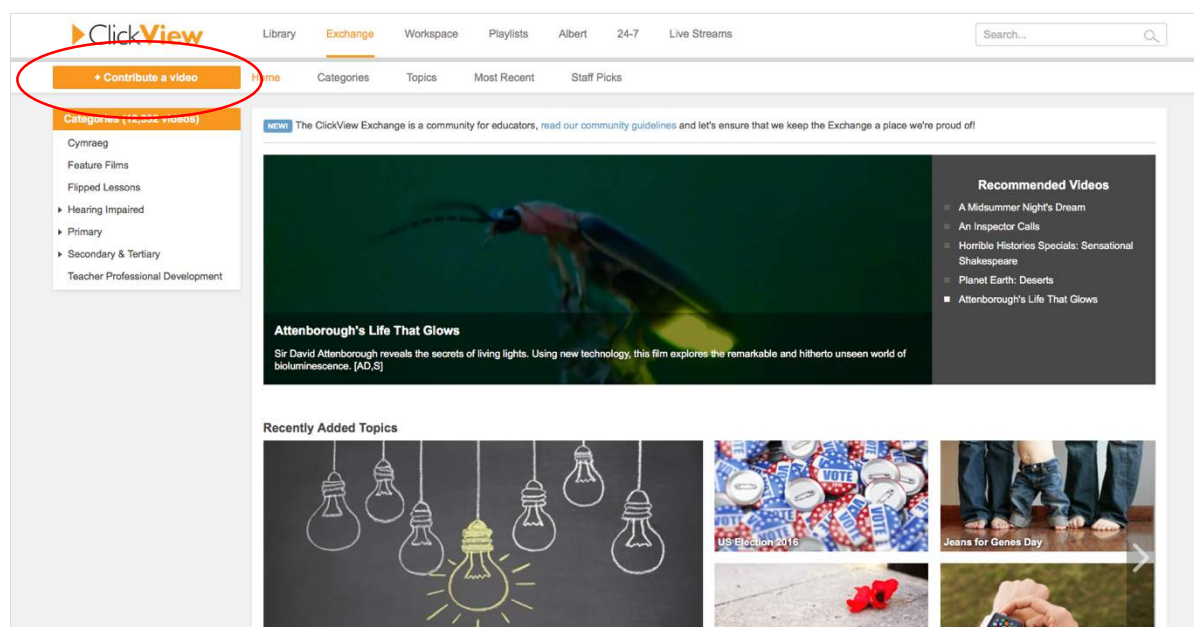 ClickView
Library Exchange Workspace Playlists Albert 24-7 Live Streams
Search...
+ Contribute a video
Home Categories Topics Most Recent Staff Picks
Categories (12,932 videos)
Cymraeg
Feature Films
Flipped Lessons
Hearing Impaired
Primary
Secondary & Tertiary
Teacher Professional Development
NEW! The ClickView Exchange is a community for educators, read our community guidelines and let's ensure that we keep the Exchange a place we're proud of!
Attenborough's Life That Glows
Sir David Attenborough reveals the secrets of living lights. Using new technology, this film explores the remarkable and hitherto unseen world of
bioluminescence. [AD,S]
Recommended Videos
A Midsummer Night's Dream
An Inspector Calls
Horrible Histories Specials: Sensational
Shakespeare
Planet Earth: Deserts
Attenborough's Life That Glows
Recently Added Topics
VOTE
US Election 2016
Jeans for Genes Day